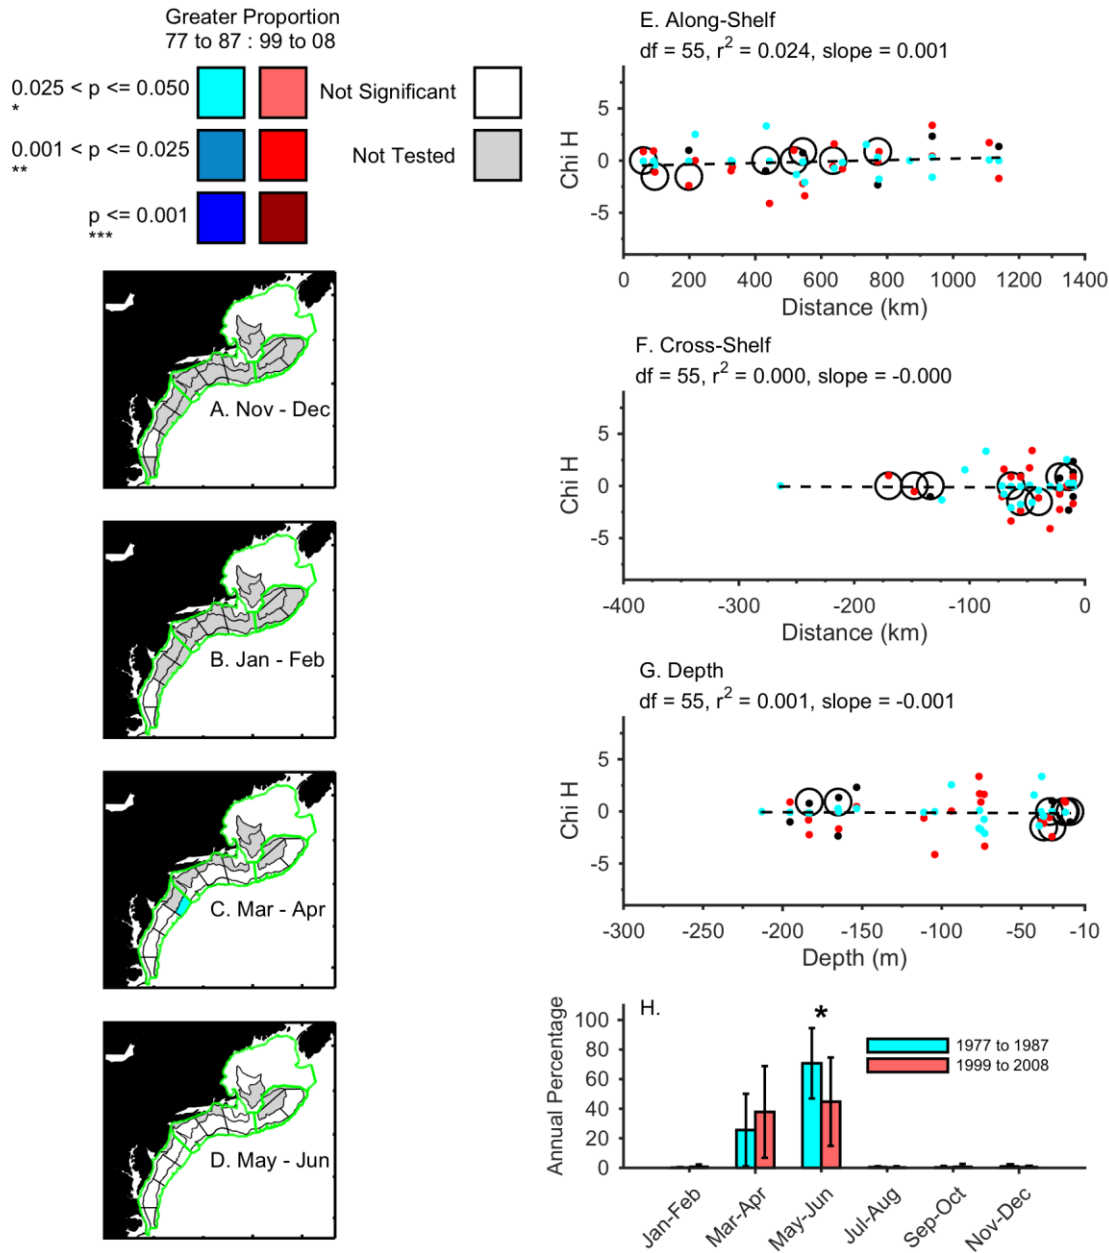 Greater Proportion
77 to 87 : 99 to 08
0.025 < p <= 0.050
*
0.001 < p <= 0.025
**
p <= 0.001
***
Not Significant
Not Tested
A. Nov - Dec
B. Jan - Feb
C. Mar - Apr
D. May - Jun
E. Along-Shelf
df = 55, r² = 0.024, slope = 0.001
Chi H
5
0
-5
0 200 400 600 800 1000 1200 1400
Distance (km)
F. Cross-Shelf
df = 55, r² = 0.000, slope = -0.000
Chi H
5
0
-5
-400 -300 -200 -100 0
Distance (km)
G. Depth
df = 55, r² = 0.001, slope = -0.001
Chi H
5
0
-5
-300 -250 -200 -150 -100 -50 -10
Depth (m)
H.
*
1977 to 1987
1999 to 2008
Annual Percentage
100
80
60
40
20
0
Jan-Feb
Mar-Apr
May-Jun
Jul-Aug
Sep-Oct
Nov-Dec